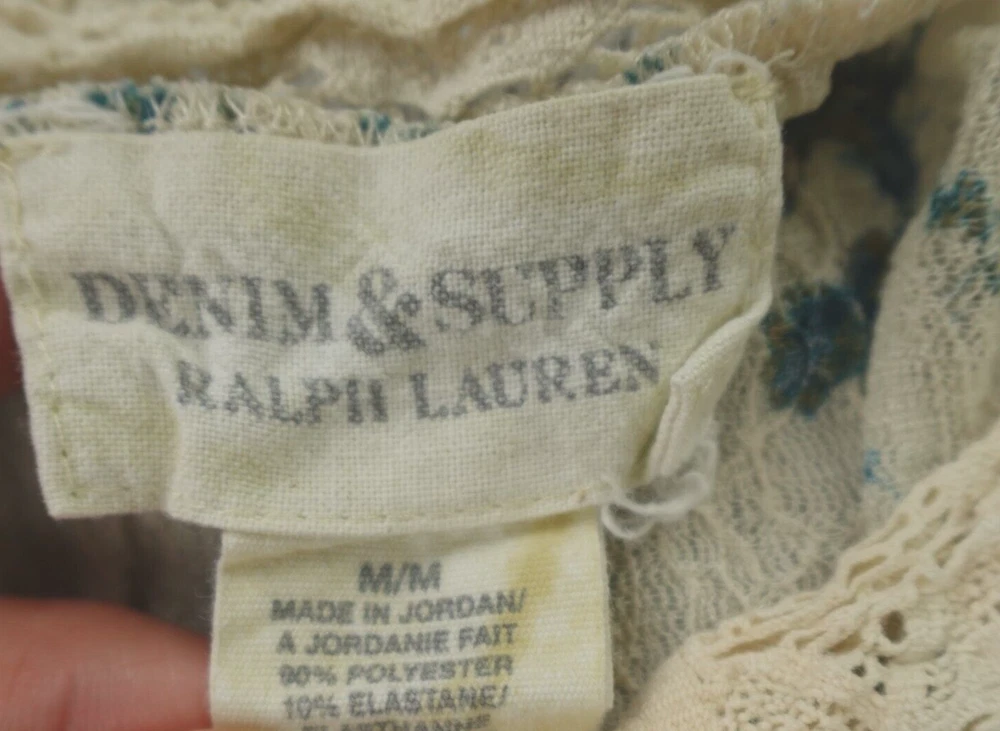 DENIM & SUPPLY
RALPH LAUREN
M/M
MADE IN JORDAN/
A JORDANIE FAIT
90% POLYESTER
10% ELASTANE/